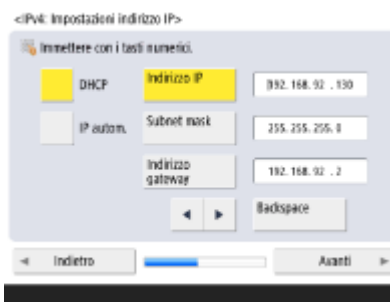 <IPv4: Impostazioni indirizzo IP>
Immettere con i tasti numerici.
DHCP
Indirizzo IP
192. 168. 92 . 130
IP autom.
Subnet mask
255. 255. 255. 0
Indirizzo
gateway
192. 168. 92 . 2
Backspace
Indietro
Avanti